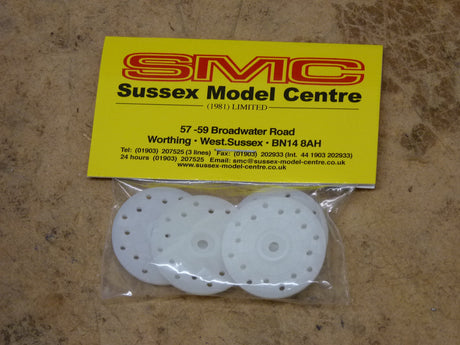 SMC
Sussex Model Centre
(1981) LIMITED
57 -59 Broadwater Road
Worthing • West.Sussex • BN14 8AH
Tel: (01903) 207525 (3 lines) Fax: (01903) 202933 (Int. 44 1903 202933)
24 hours (01903) 207525 Email: smc@sussex-model-centre.co.uk
www.sussex-model-centre.co.uk